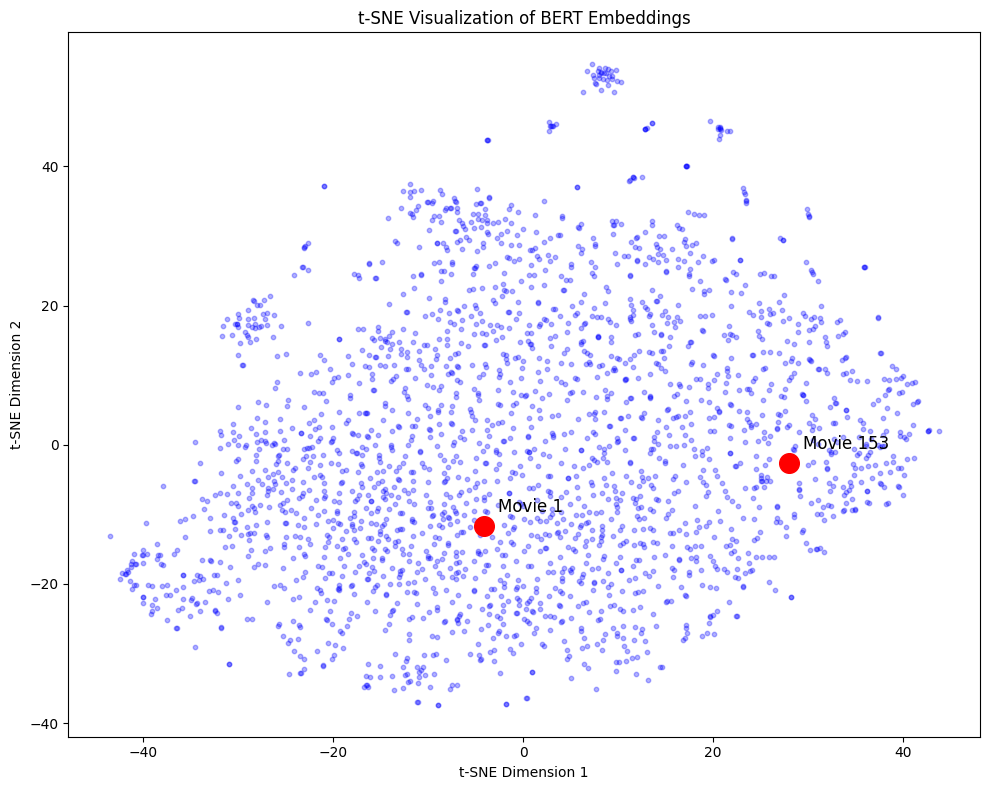 t-SNE Visualization of BERT Embeddings
t-SNE Dimension 2
40
20
0
−20
−40
Movie 153
Movie 1
−40
−20
0
20
40
t-SNE Dimension 1